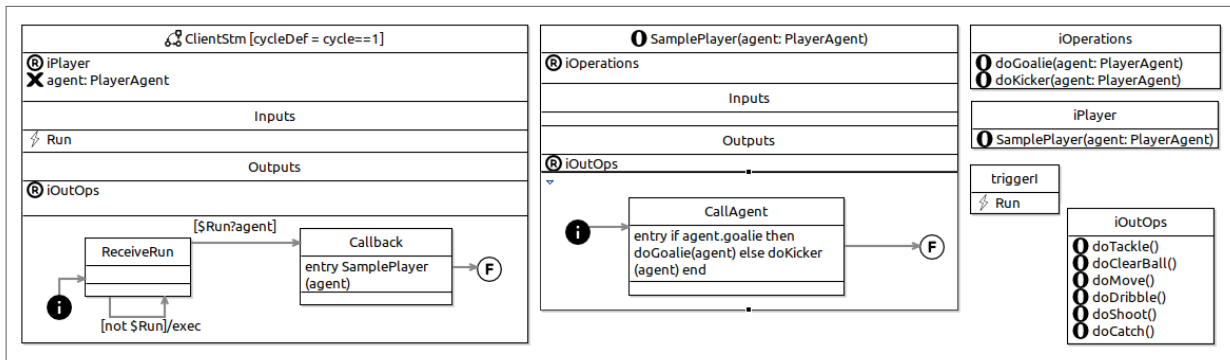 ClientStm [cycleDef = cycle==1]
R iPlayer
X agent: PlayerAgent
Inputs
Run
Outputs
R iOutOps
[$Run?agent]
ReceiveRun
Callback
entry SamplePlayer
(agent)
F
i
[not $Run]/exec
O SamplePlayer(agent: PlayerAgent)
R iOperations
Inputs
Outputs
R iOutOps
CallAgent
i
entry if agent.goalie then
doGoalie(agent) else doKicker
(agent) end
F
iOperations
O doGoalie(agent: PlayerAgent)
O doKicker(agent: PlayerAgent)
iPlayer
O SamplePlayer(agent: PlayerAgent)
triggerI
Run
iOutOps
O doTackle()
O doClearBall()
O doMove()
O doDribble()
O doShoot()
O doCatch()